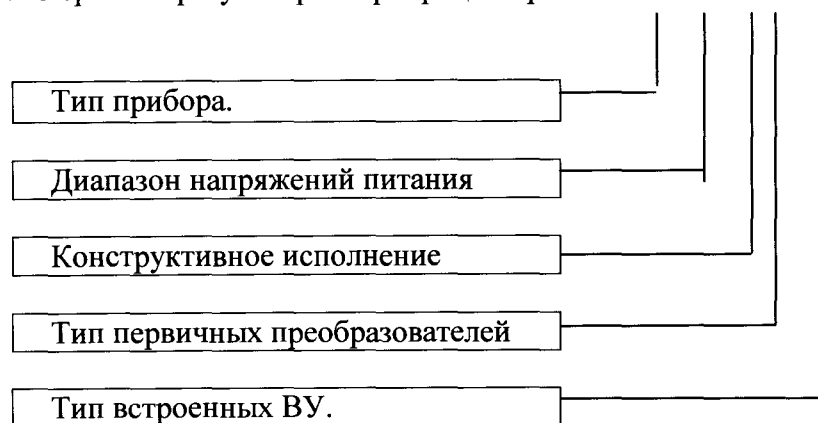 Тип прибора.
Диапазон напряжений питания
Конструктивное исполнение
Тип первичных преобразователей
Тип встроенных ВУ.